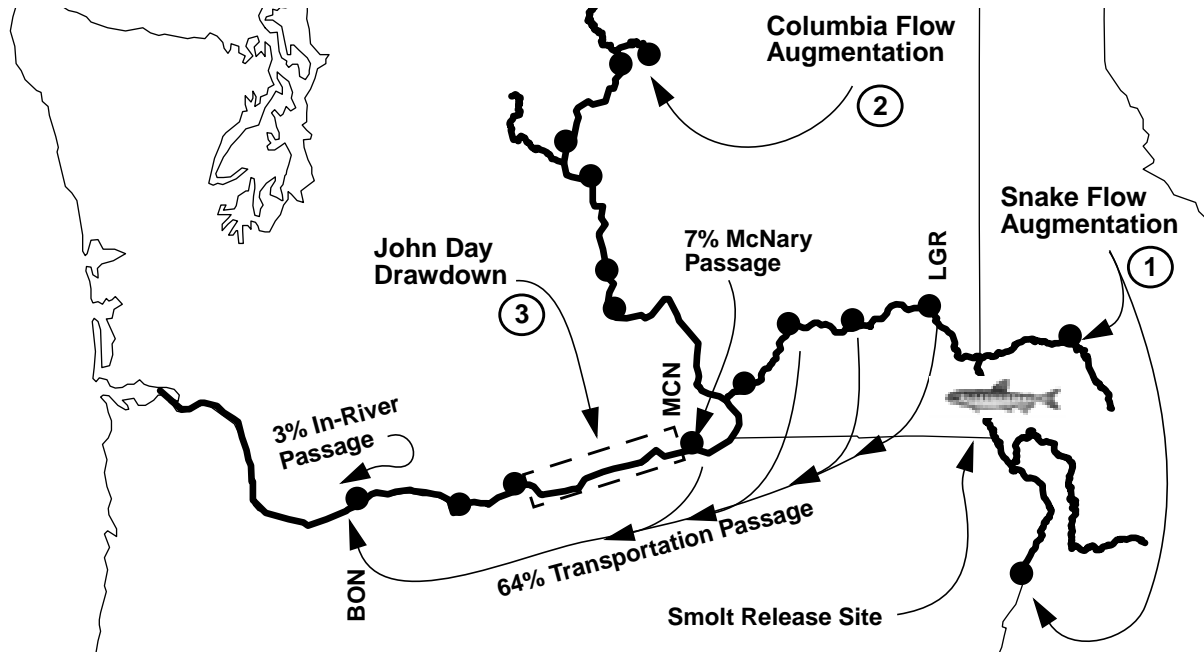 Columbia Flow
Augmentation
2
Snake Flow
Augmentation
1
LGR
7% McNary
Passage
John Day
Drawdown
3
MCN
3% In-River
Passage
64% Transportation Passage
BON
Smolt Release Site